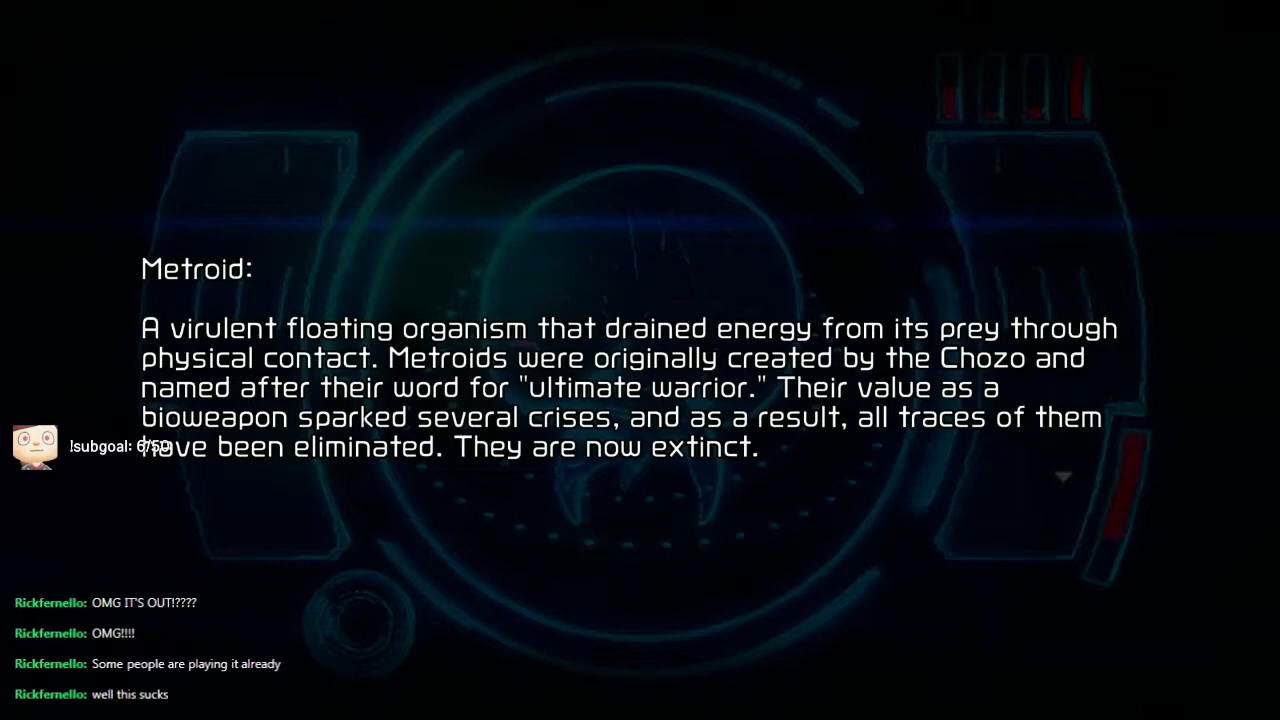 Metroid:
A virulent floating organism that drained energy from its prey through
physical contact. Metroids were originally created by the Chozo and
named after their word for "ultimate warrior." Their value as a
bioweapon sparked several crises, and as a result, all traces of them
have been eliminated. They are now extinct.
!subgoal: 6/50
Rickfernello: OMG IT'S OUT!????
Rickfernello: OMG!!!!
Rickfernello: Some people are playing it already
Rickfernello: well this sucks